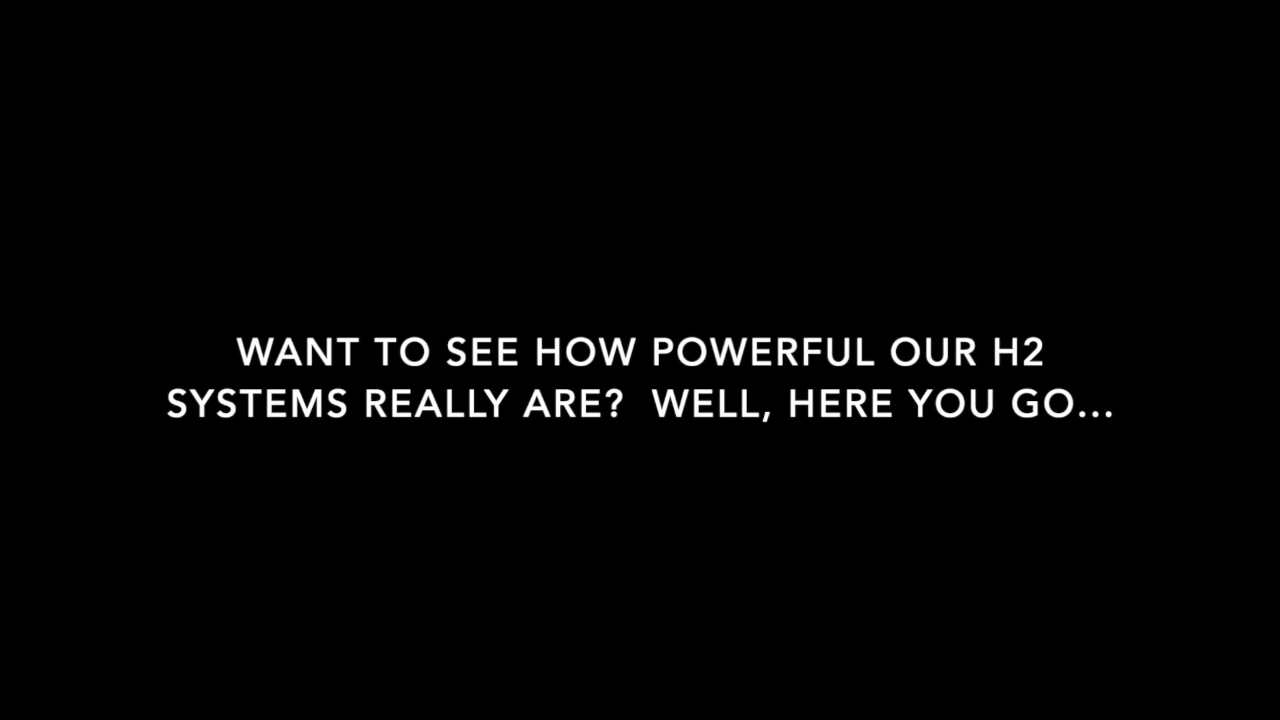 WANT TO SEE HOW POWERFUL OUR H2
SYSTEMS REALLY ARE?  WELL, HERE YOU GO...